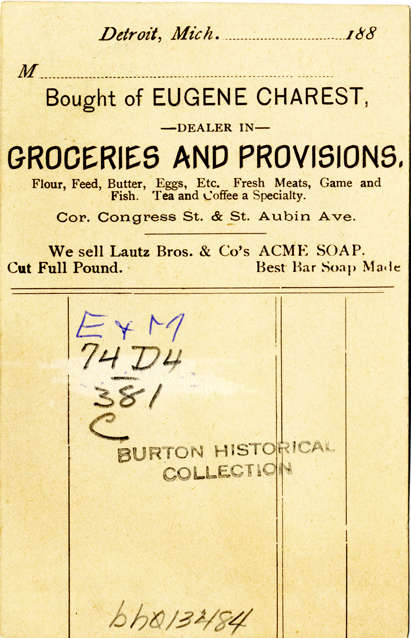 Detroit, Mich. 188
M
Bought of EUGENE CHAREST,
—DEALER IN—
GROCERIES AND PROVISIONS.
Flour, Feed, Butter, Eggs, Etc. Fresh Meats, Game and
Fish. Tea and Coffee a Specialty.
Cor. Congress St. & St. Aubin Ave.
We sell Lautz Bros. & Co's ACME SOAP.
Cut Full Pound. Best Bar Soap Made
E & M
74 D4
381
C
BURTON HISTORICAL
COLLECTION